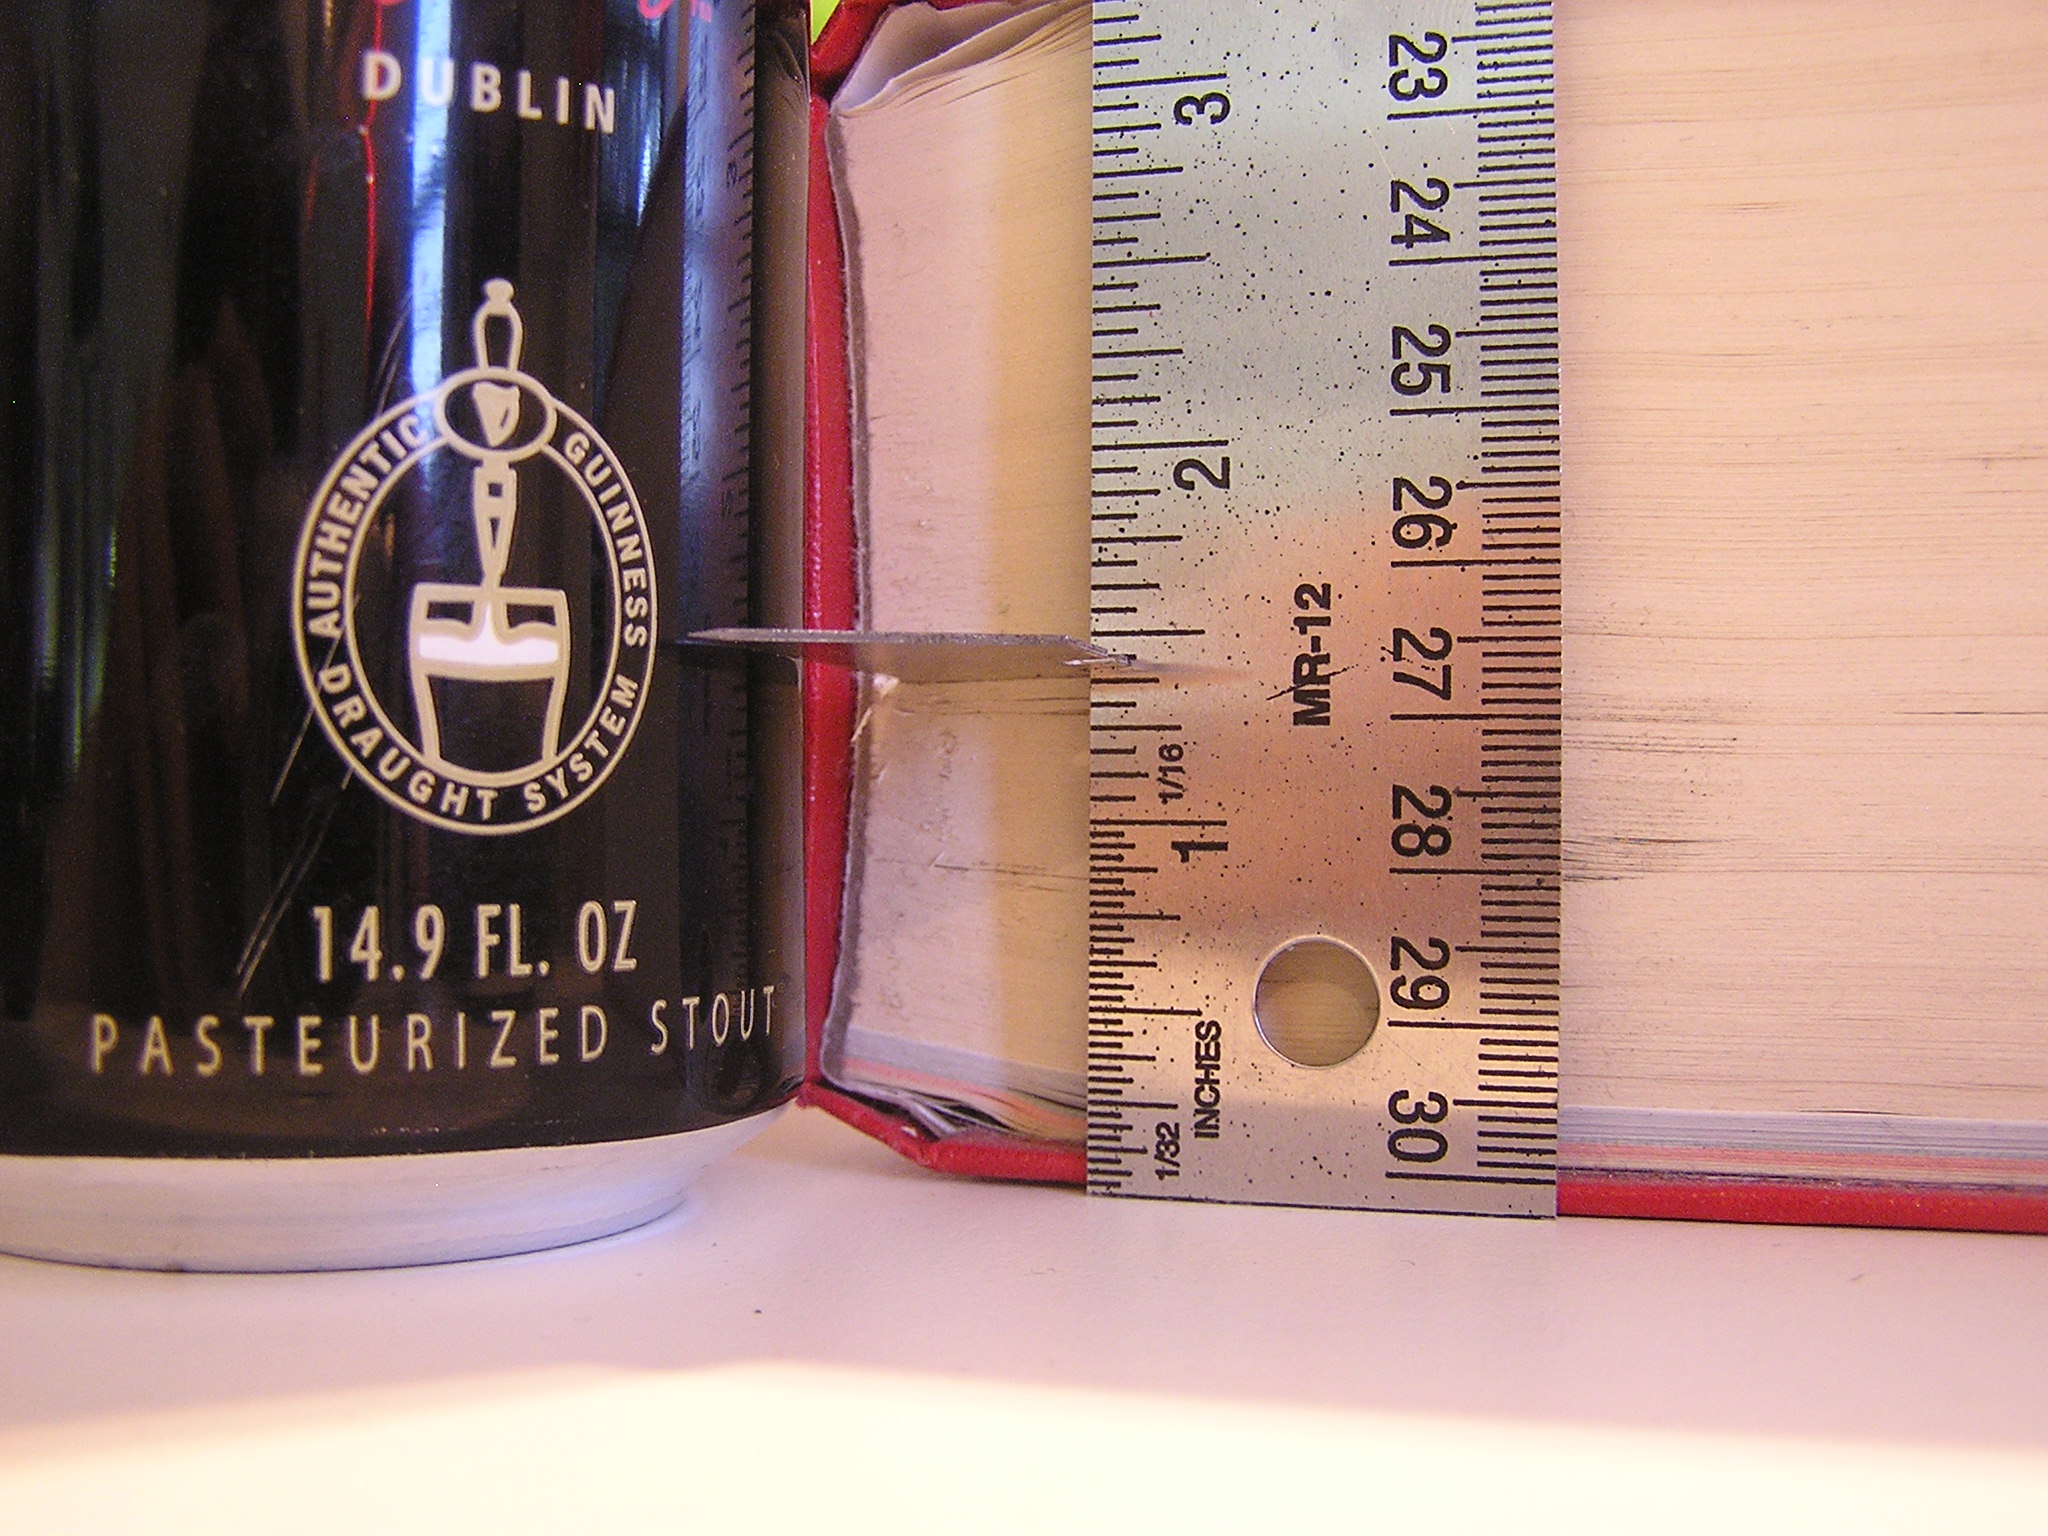 DUBLIN
AUTHENTIC GUINNESS
DRAUGHT SYSTEM
14.9 FL. OZ
PASTEURIZED STOUT
3
2
1/16
1
1/32
INCHES
MR-12
23
24
25
26
27
28
29
30